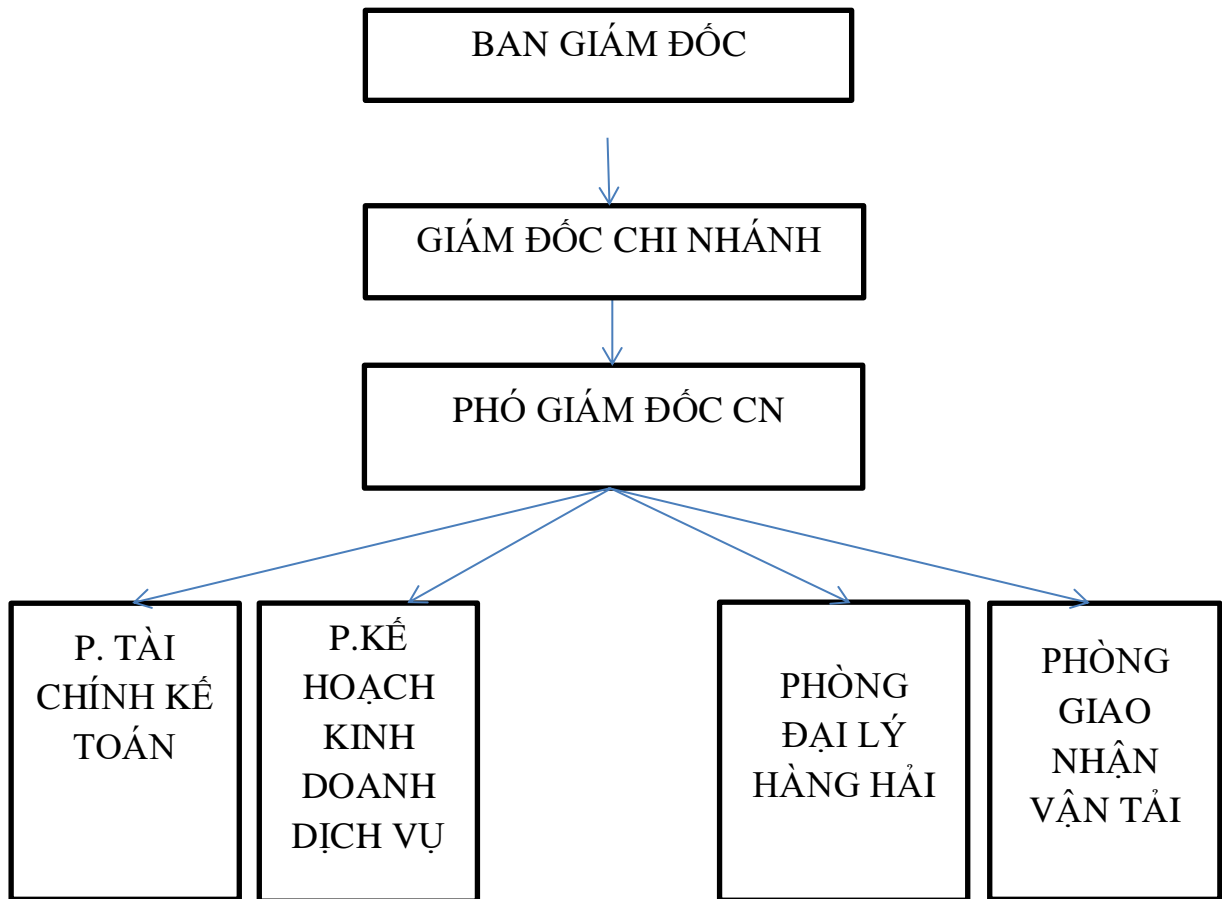 BAN GIÁM ĐỐC
GIÁM ĐỐC CHI NHÁNH
PHÓ GIÁM ĐỐC CN
P. TÀI
CHÍNH KẾ
TOÁN
P.KẾ
HOẠCH
KINH
DOANH
DỊCH VỤ
PHÒNG
ĐẠI LÝ
HÀNG HẢI
PHÒNG
GIAO
NHẬN
VẬN TẢI